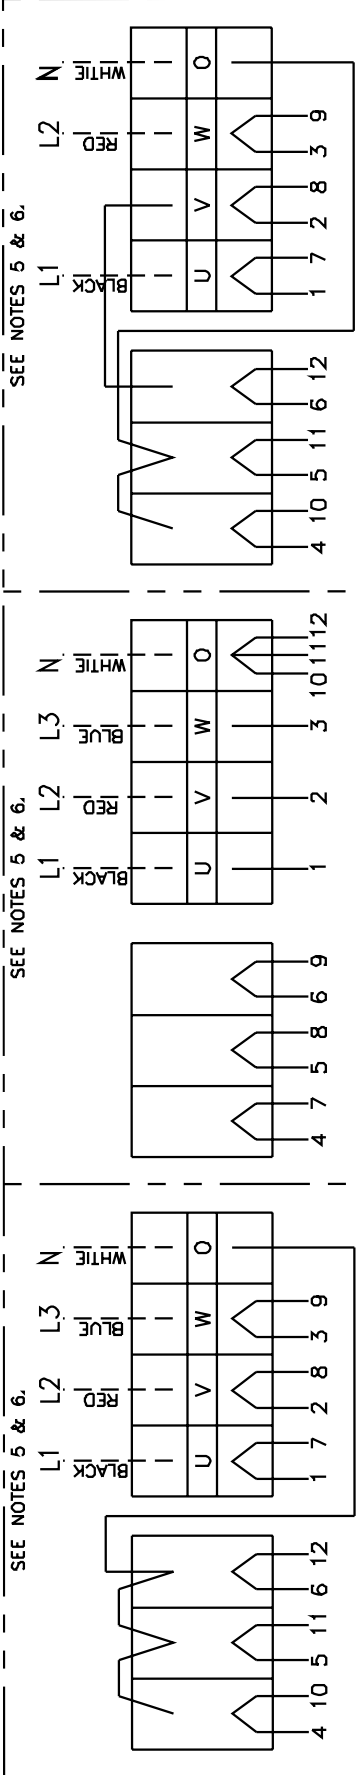 SEE NOTES 5 & 6.
L1 L2 L3 N
BLACK RED BLUE WHTIE
U V W O
4 10 5 11 6 12 1 7 2 8 3 9
SEE NOTES 5 & 6.
L1 L2 L3 N
BLACK RED BLUE WHTIE
U V W O
4 7 5 8 6 9 1 2 3 10 11 12
SEE NOTES 5 & 6.
L1 L2 N
BLACK RED WHTIE
U V W O
4 10 5 11 6 12 1 7 2 8 3 9